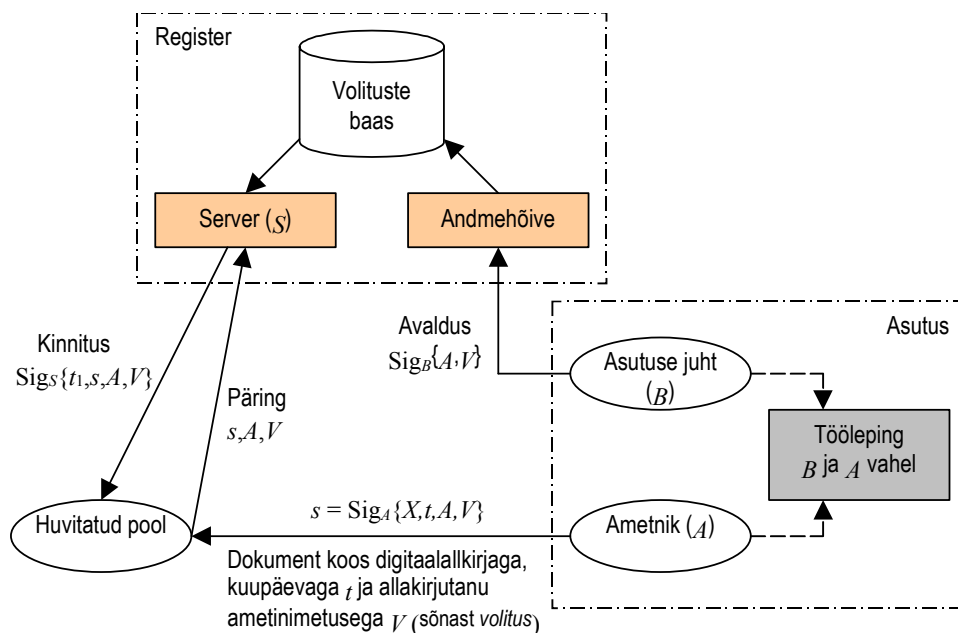 Register
Volituste
baas
Server (S)
Andmehõive
Kinnitus
Sig_S{t₁,s,A,V}
Päring
s,A,V
Avaldus
Sig_B{A,V}
Asutus
Asutuse juht
(B)
Tööleping
B ja A vahel
Huvitatud pool
s = Sig_A{X,t,A,V}
Ametnik (A)
Dokument koos digitaalallkirjaga,
kuupäevaga t ja allakirjutanu
ametinimetusega V (sõnast volitus)